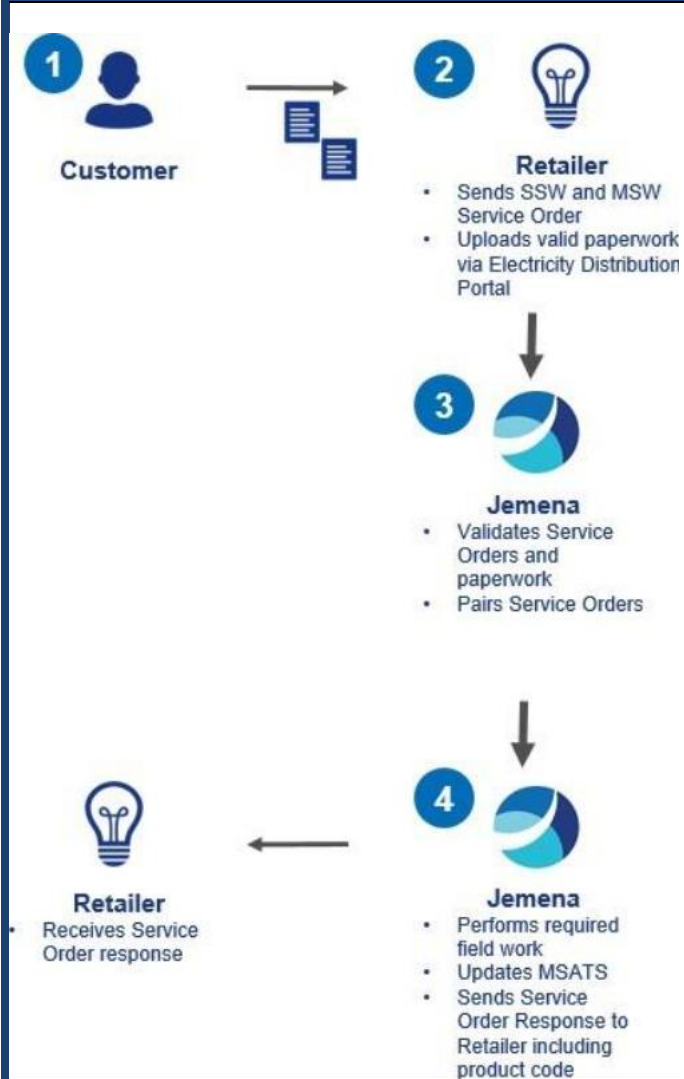 1
Customer
2
Retailer
• Sends SSW and MSW
Service Order
• Uploads valid paperwork
via Electricity Distribution
Portal
3
Jemena
• Validates Service
Orders and
paperwork
• Pairs Service Orders
4
Jemena
• Performs required
field work
• Updates MSATS
• Sends Service
Order Response to
Retailer including
product code
Retailer
• Receives Service
Order response